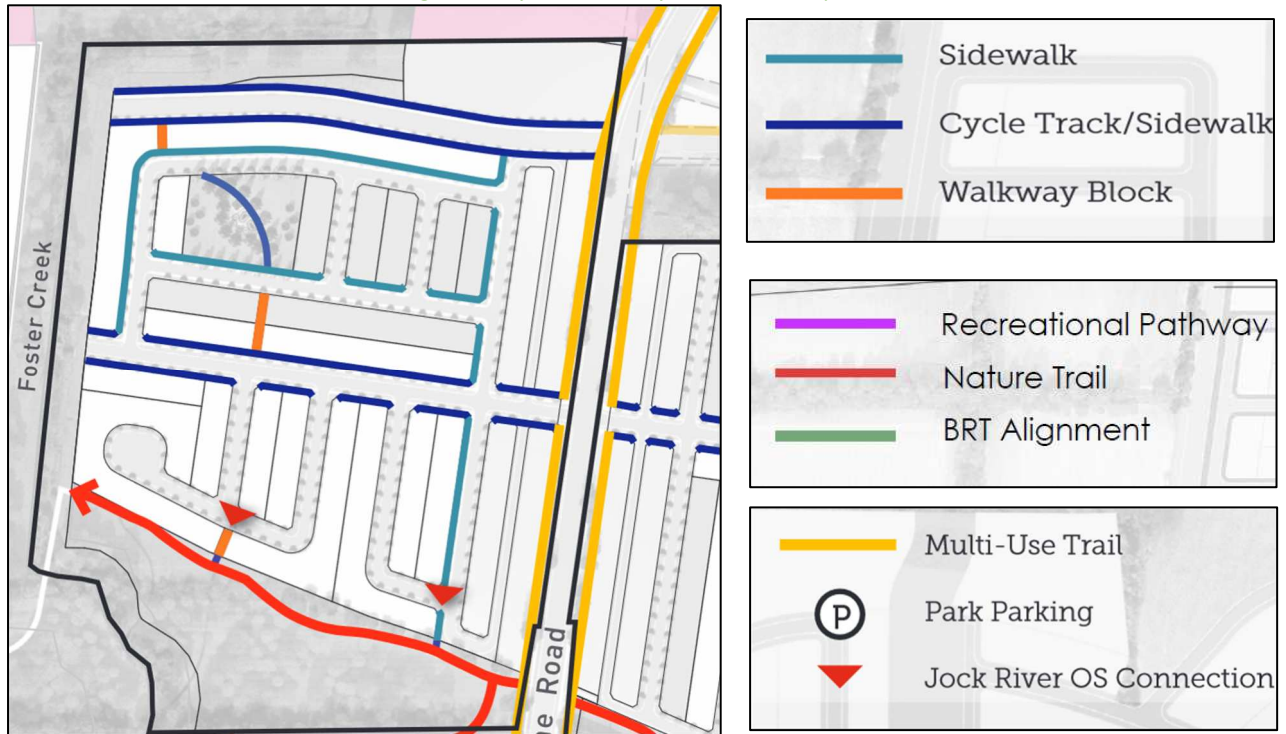 Foster Creek
ne Road
Sidewalk
Cycle Track/Sidewalk
Walkway Block
Recreational Pathway
Nature Trail
BRT Alignment
Multi-Use Trail
P
Park Parking
Jock River OS Connection